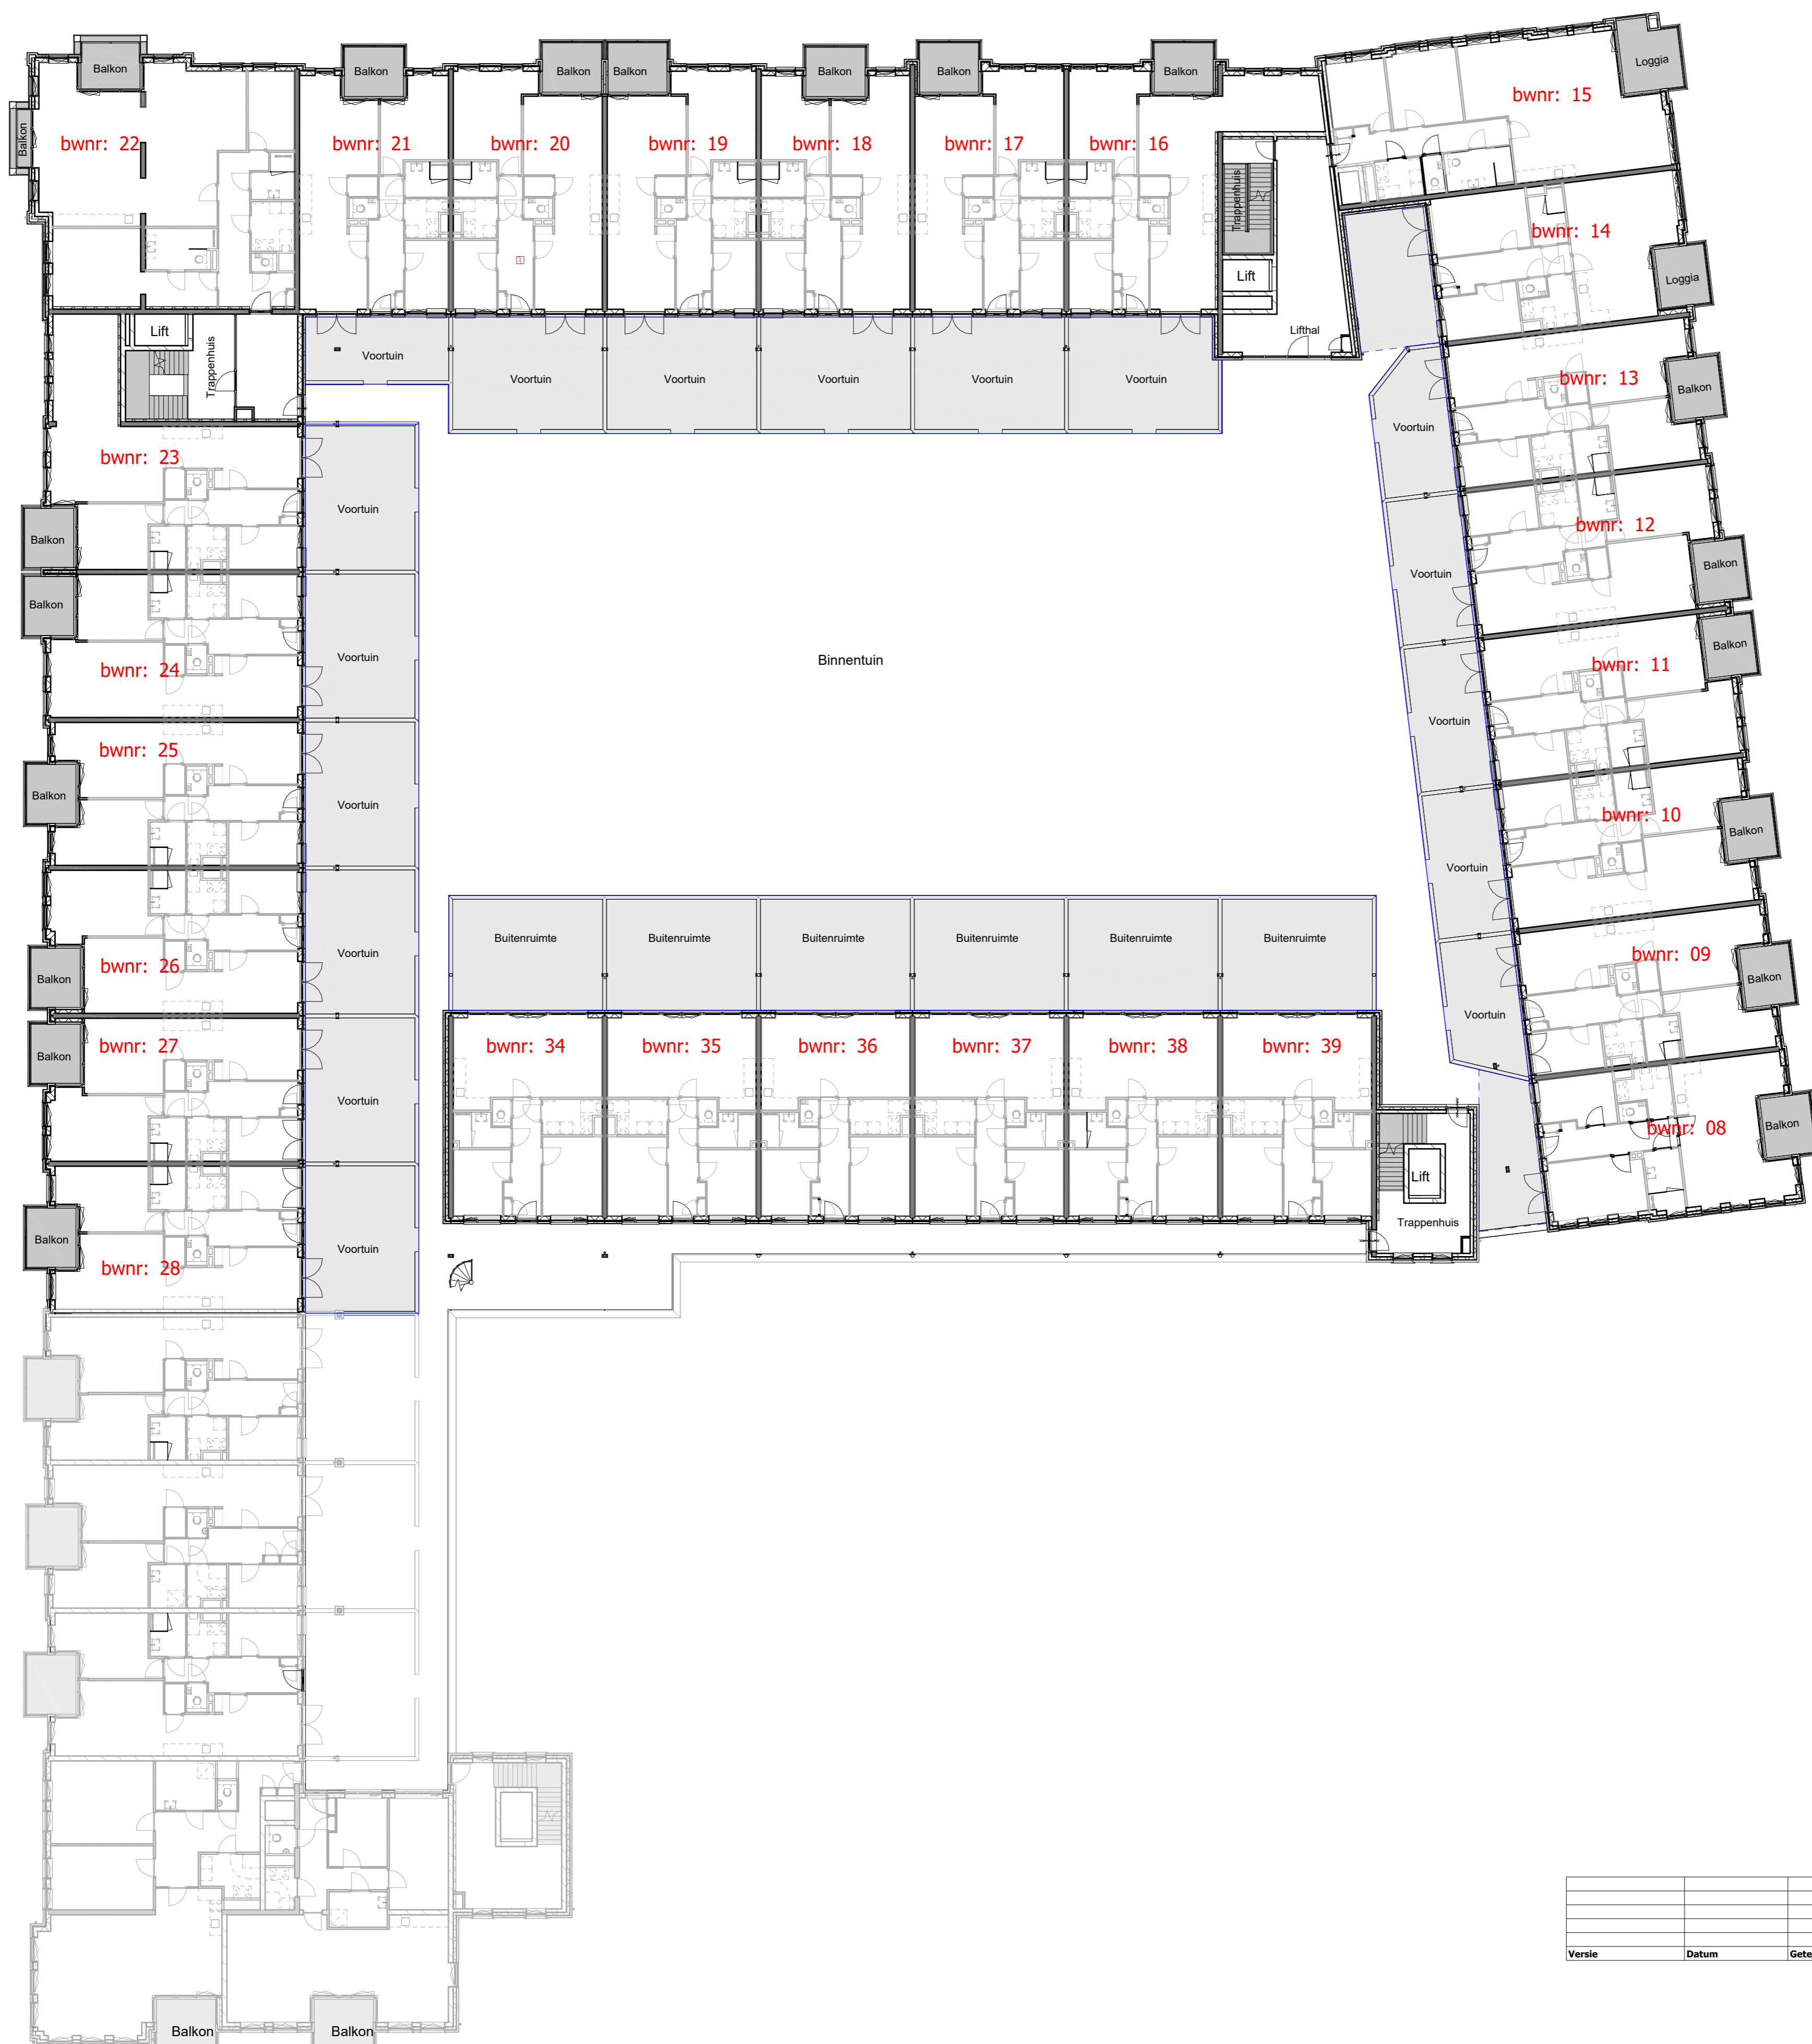 Balkon
Balkon
Balkon
Balkon
Balkon
Balkon
Balkon
Loggia
bwnr: 15
Balkon
bwnr: 22
bwnr: 21
bwnr: 20
bwnr: 19
bwnr: 18
bwnr: 17
bwnr: 16
Trappenhuis
bwnr: 14
Lift
Loggia
Lift
Trappenhuis
Lifthal
Voortuin
Voortuin
Voortuin
Voortuin
Voortuin
Voortuin
bwnr: 13
Balkon
Voortuin
bwnr: 23
Voortuin
Balkon
bwnr: 12
Balkon
Voortuin
Balkon
Voortuin
Binnentuin
bwnr: 24
bwnr: 11
Balkon
Voortuin
bwnr: 25
Balkon
Voortuin
bwnr: 10
Balkon
Voortuin
Buitenruimte
Buitenruimte
Buitenruimte
Buitenruimte
Buitenruimte
Buitenruimte
bwnr: 26
Voortuin
bwnr: 09
Balkon
Balkon
Voortuin
bwnr: 27
bwnr: 34
bwnr: 35
bwnr: 36
bwnr: 37
bwnr: 38
bwnr: 39
Balkon
Voortuin
bwnr: 08
Balkon
Lift
Trappenhuis
Balkon
Voortuin
bwnr: 28
Versie Datum Gete
Balkon
Balkon